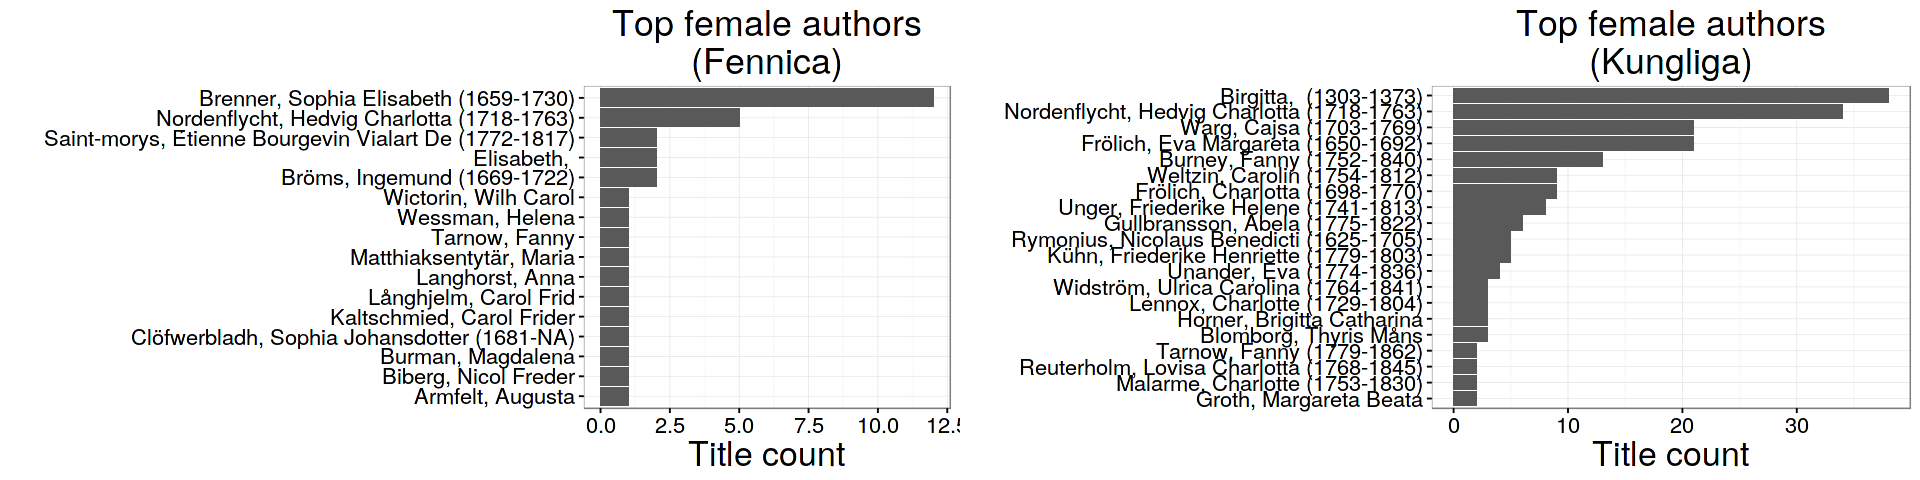 Top female authors
(Fennica)
Brenner, Sophia Elisabeth (1659-1730)
Nordenflycht, Hedvig Charlotta (1718-1763)
Saint-morys, Etienne Bourgevin Vialart De (1772-1817)
Elisabeth,
Bröms, Ingemund (1669-1722)
Wictorin, Wilh Carol
Wessman, Helena
Tarnow, Fanny
Matthiaksentytär, Maria
Langhorst, Anna
Långhjelm, Carol Frid
Kaltschmied, Carol Frider
Clöfwerbladh, Sophia Johansdotter (1681-NA)
Burman, Magdalena
Biberg, Nicol Freder
Armfelt, Augusta
0.0 2.5 5.0 7.5 10.0 12.5
Title count
Top female authors
(Kungliga)
Birgitta, (1303-1373)
Nordenflycht, Hedvig Charlotta (1718-1763)
Warg, Cajsa (1703-1769)
Frölich, Eva Margareta (1650-1692)
Burney, Fanny (1752-1840)
Weltzin, Carolin (1754-1812)
Frölich, Charlotta (1698-1770)
Unger, Friederike Helene (1741-1813)
Gullbransson, Abela (1775-1822)
Rymonius, Nicolaus Benedicti (1625-1705)
Kühn, Friederike Henriette (1779-1803)
Unander, Eva (1774-1836)
Widström, Ulrica Carolina (1764-1841)
Lennox, Charlotte (1729-1804)
Horner, Brigitta Catharina
Blomborg, Thyris Måns
Tarnow, Fanny (1779-1862)
Reuterholm, Lovisa Charlotta (1768-1845)
Malarme, Charlotte (1753-1830)
Groth, Margareta Beata
0 10 20 30
Title count